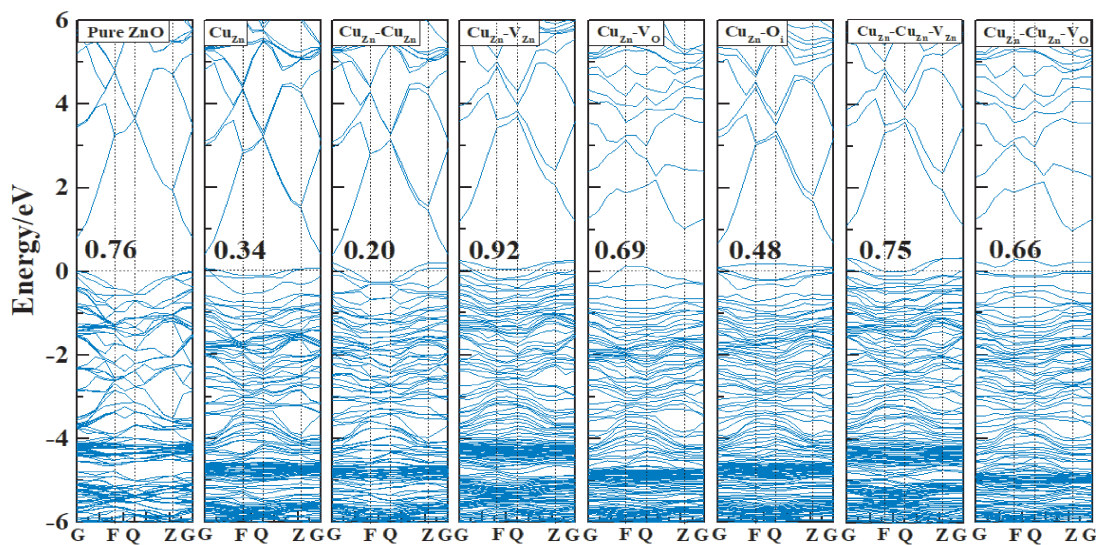 Pure ZnO
Cu_Zn
Cu_Zn-Cu_Zn
Cu_Zn-V_Zn
Cu_Zn-V_O
Cu_Zn-O_i
Cu_Zn-Cu_Zn-V_Zn
Cu_Zn-Cu_Zn-V_O
Energy/eV
6
4
2
0
-2
-4
-6
0.76
0.34
0.20
0.92
0.69
0.48
0.75
0.66
G F Q Z G
G F Q Z G
G F Q Z G
G F Q Z G
G F Q Z G
G F Q Z G
G F Q Z G
G F Q Z G